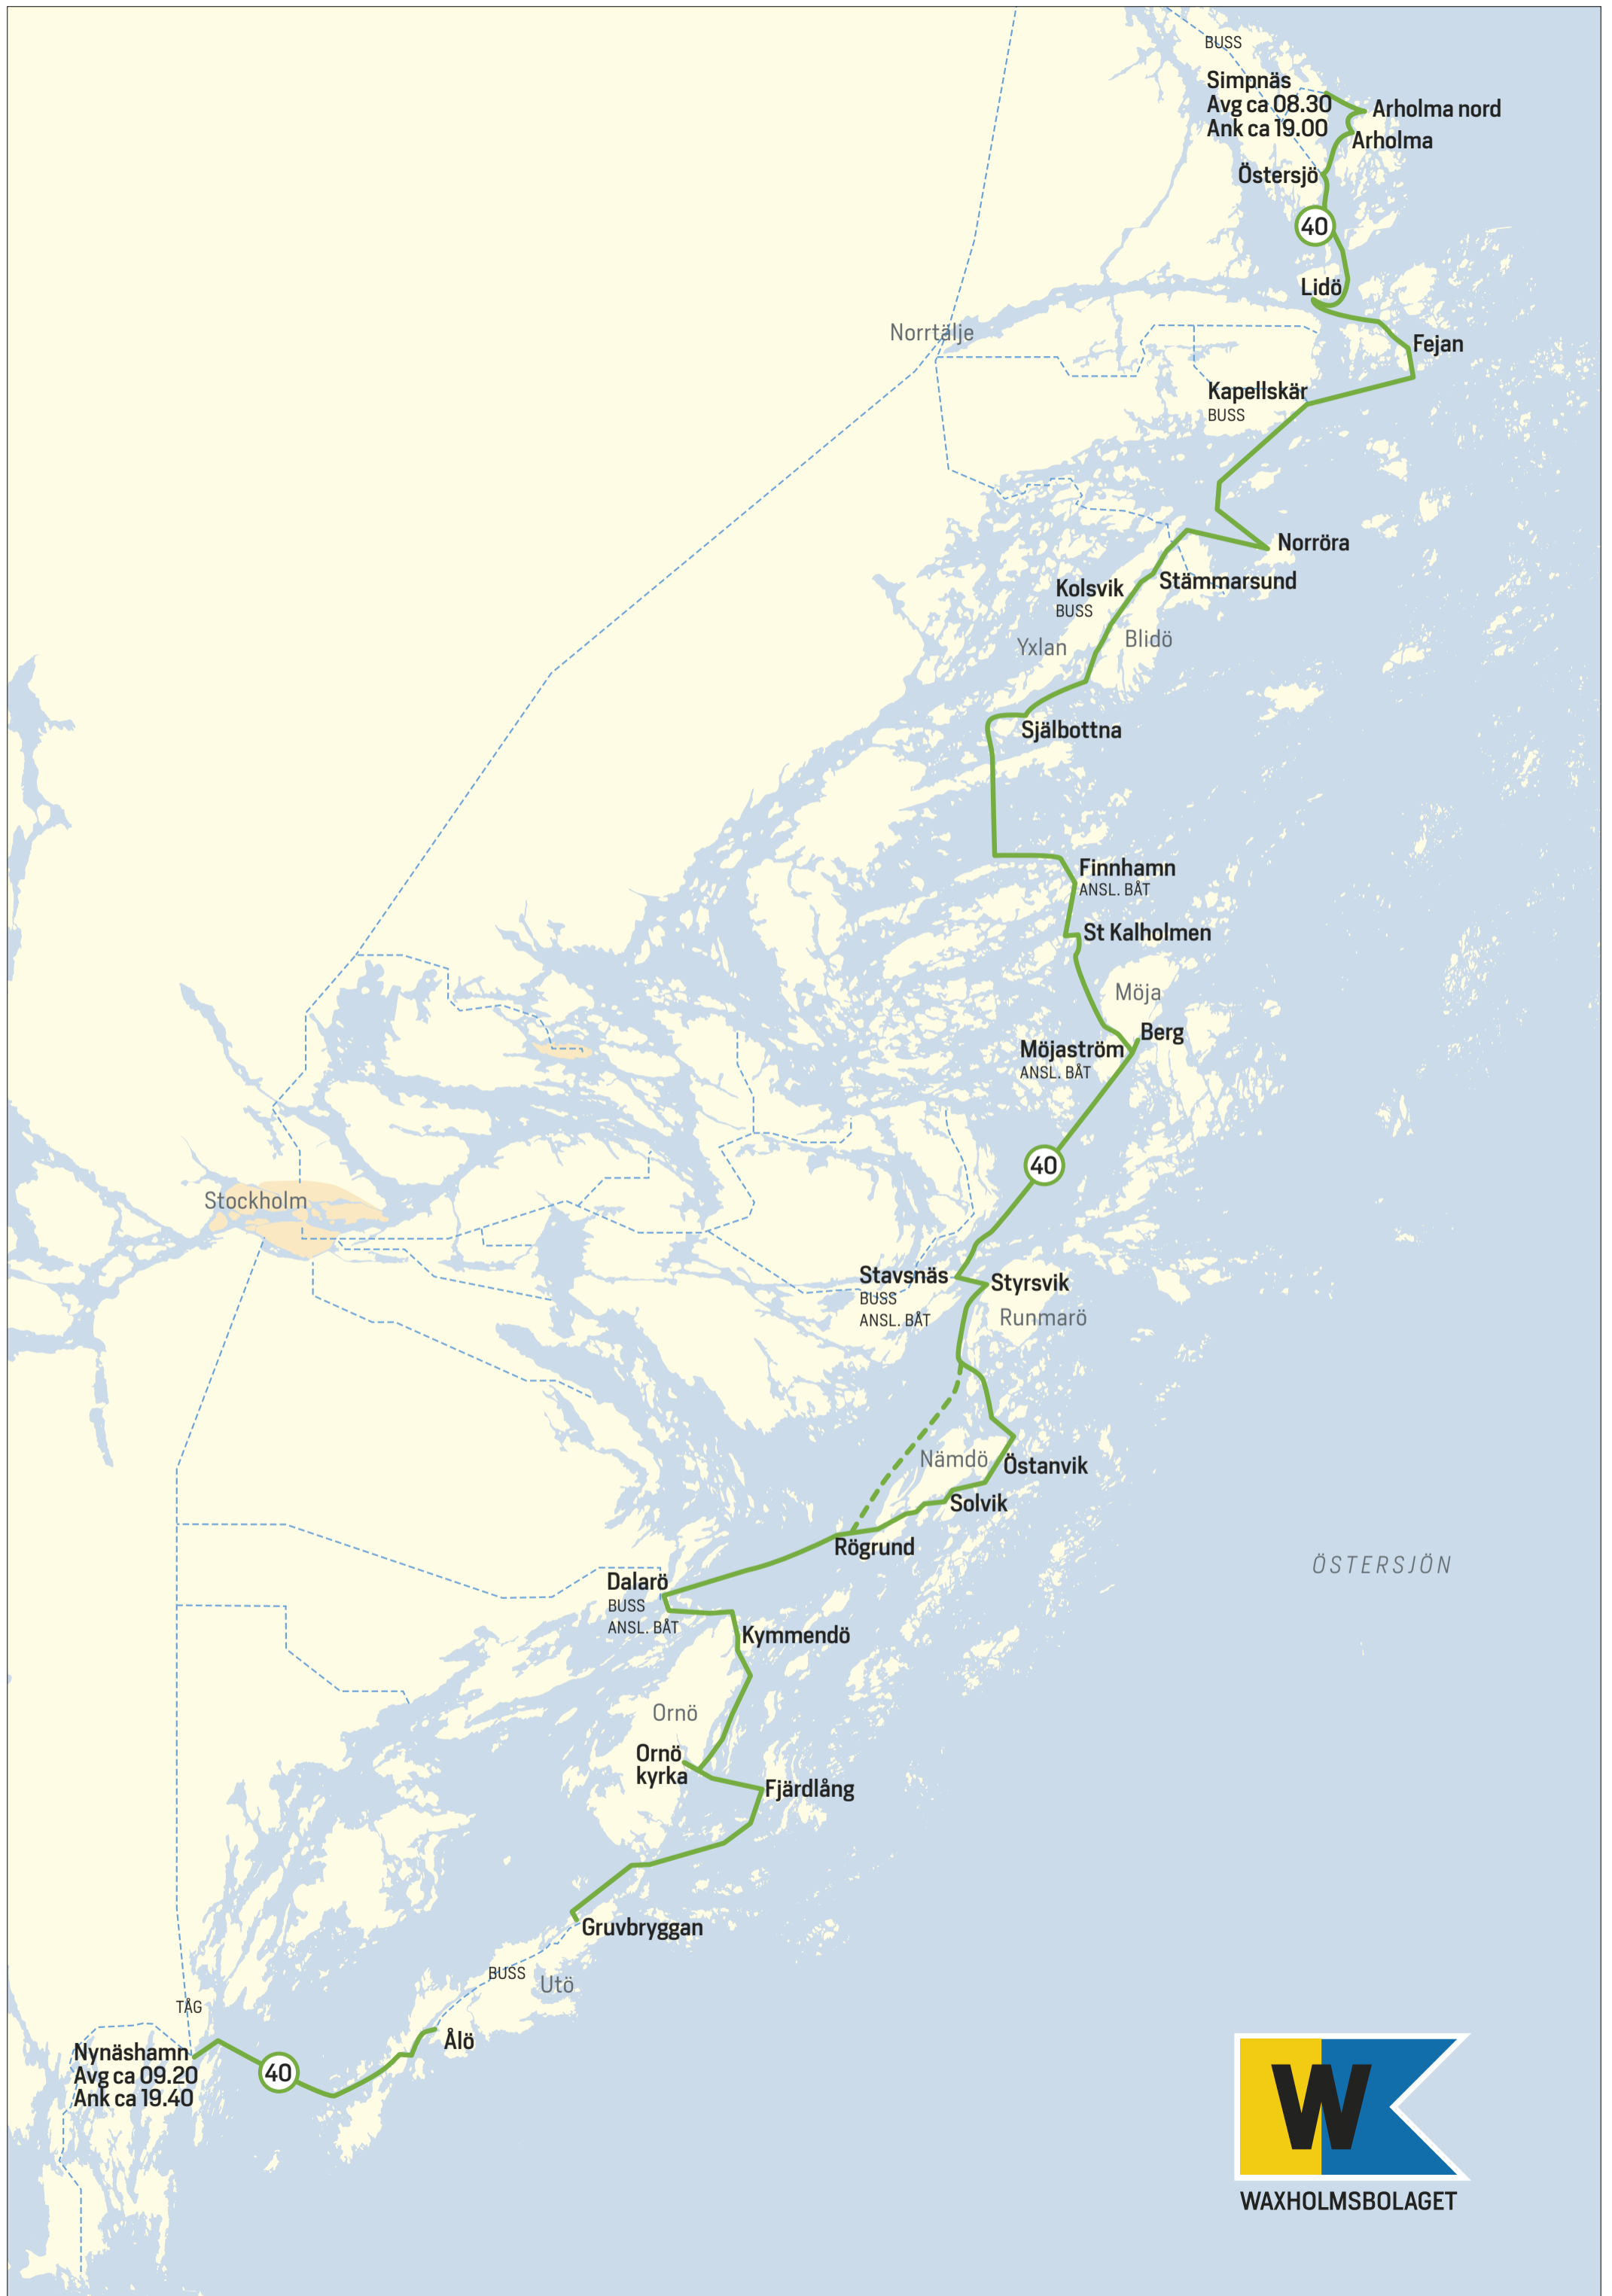 BUSS
Simpnäs
Avg ca 08.30
Ank ca 19.00
Arholma nord
Arholma
Östersjö
40
Lidö
Norrtälje
Fejan
Kapellskär
BUSS
Norröra
Stämmarsund
Kolsvik
BUSS
Yxlan
Blidö
Själbottna
Finnhamn
ANSL. BÅT
St Kalholmen
Möja
Berg
Möjaström
ANSL. BÅT
40
Stockholm
Stavsnäs
BUSS
ANSL. BÅT
Styrsvik
Runmarö
Nämdö
Östanvik
Solvik
Rögrund
ÖSTERSJÖN
Dalarö
BUSS
ANSL. BÅT
Kymmendö
Ornö
Ornö
kyrka
Fjärdlång
Gruvbryggan
BUSS
Utö
TÅG
Ålö
Nynäshamn
Avg ca 09.20
Ank ca 19.40
40
W
WAXHOLMSBOLAGET